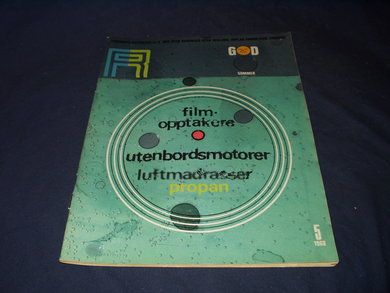 GOD
SOMMER
film-
opptakere
utenbordsmotorer
luftmadrasser
propan
5
1968